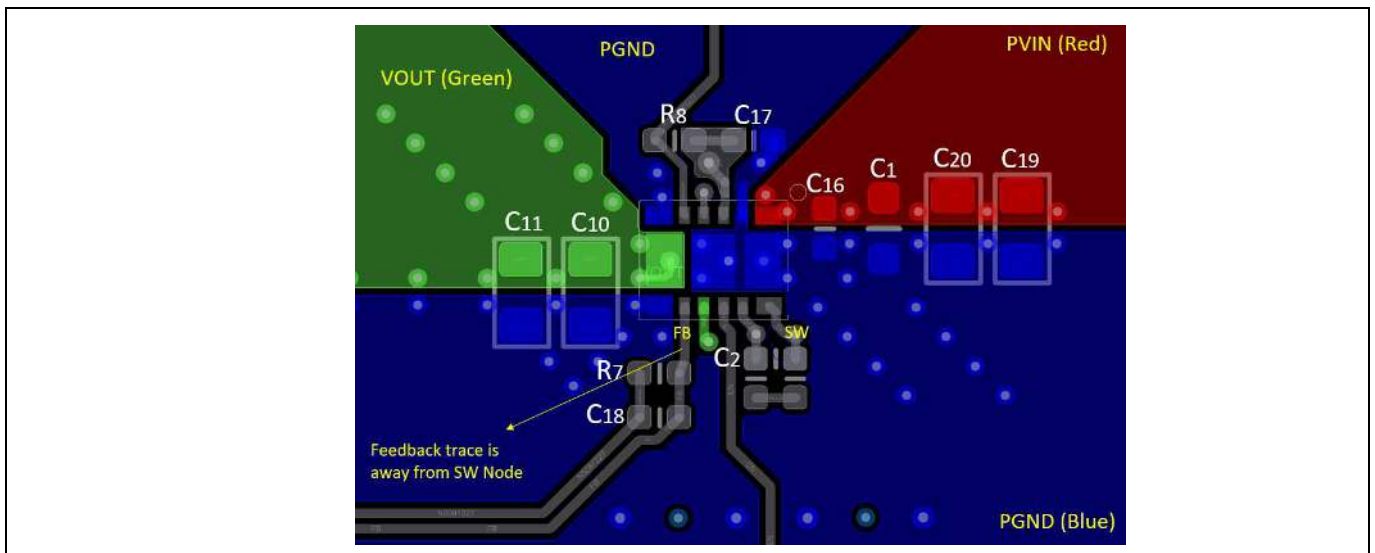 PGND
PVIN (Red)
VOUT (Green)
R8
C17
C16
C1
C20
C19
C11
C10
FB
SW
C2
R7
C18
Feedback trace is
away from SW Node
FB
PGND (Blue)